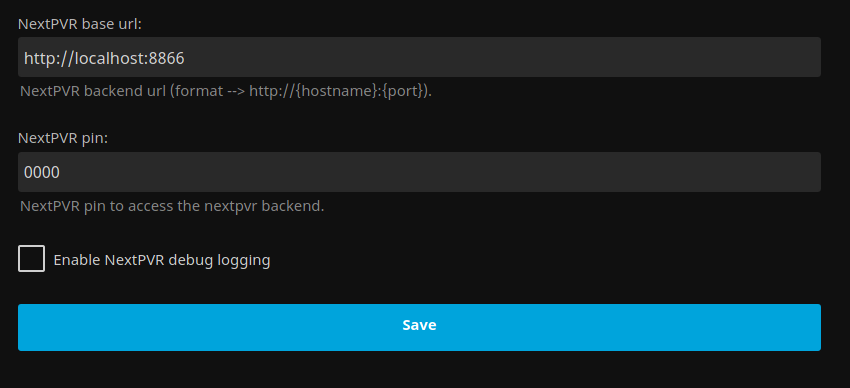 NextPVR base url:
http://localhost:8866
NextPVR backend url (format --> http://{hostname}:{port}).
NextPVR pin:
0000
NextPVR pin to access the nextpvr backend.
Enable NextPVR debug logging
Save